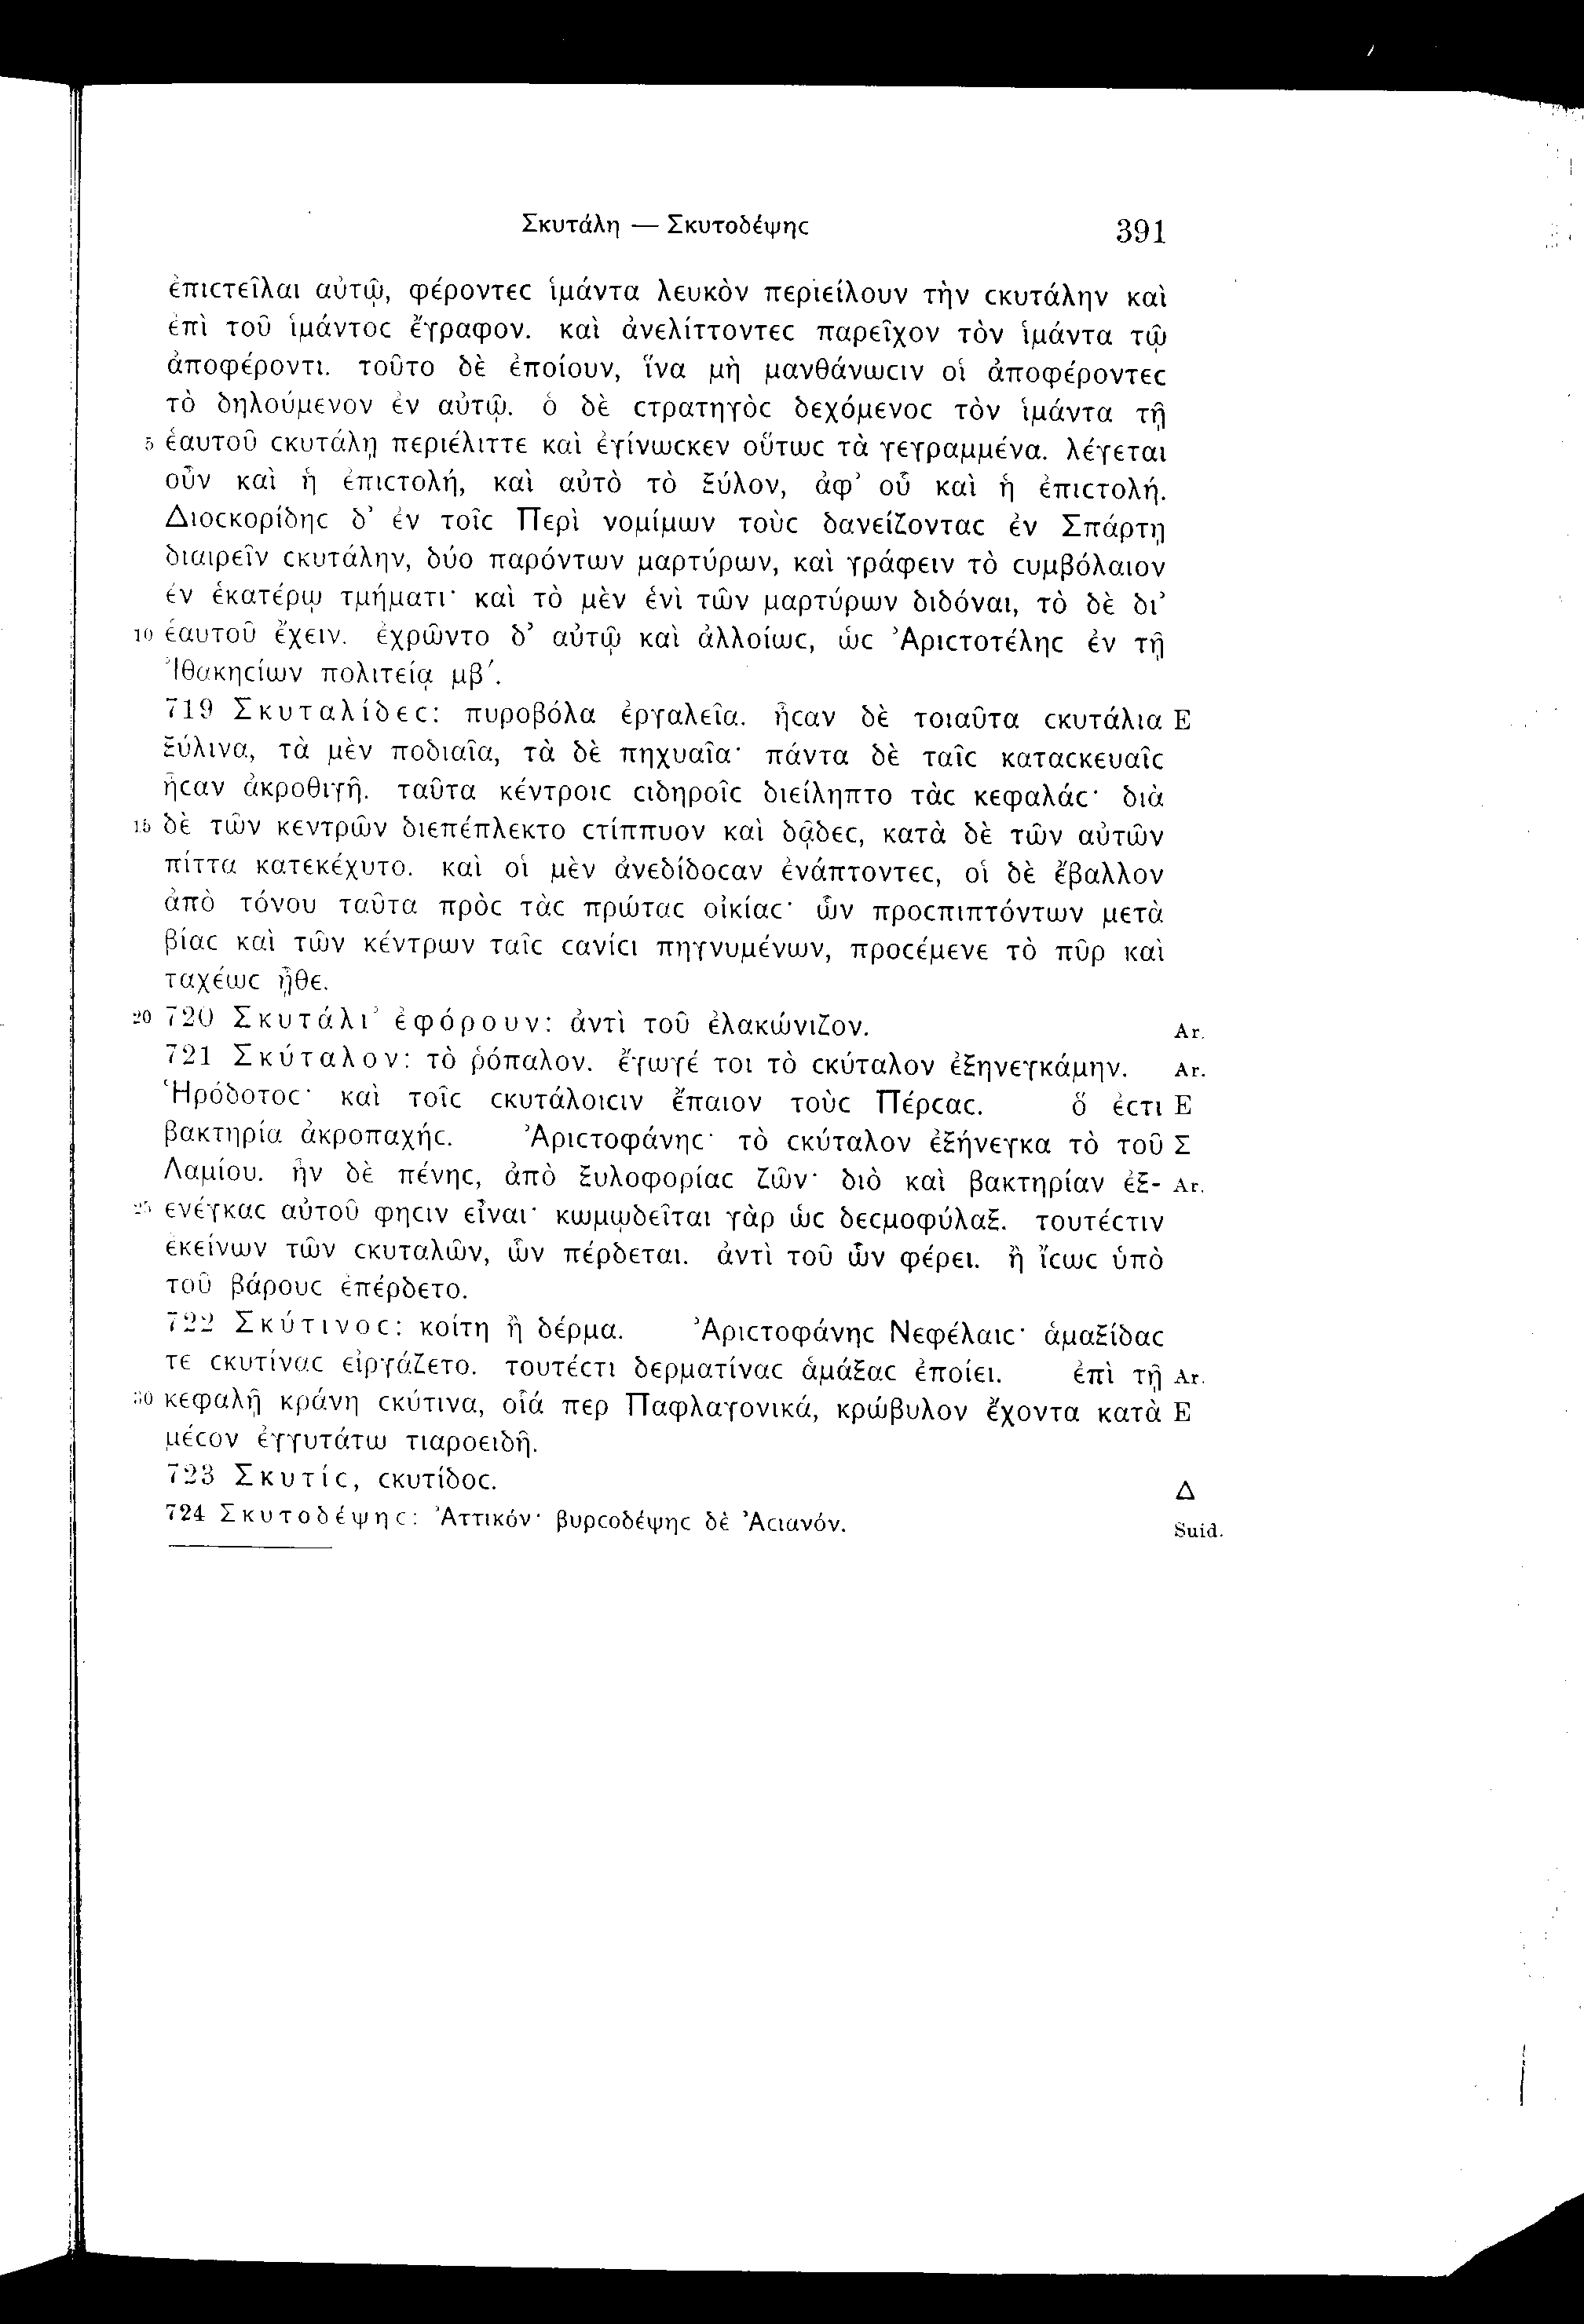 Σκυτάλη — Σκυτοδέψηϲ 391
ἐπιϲτεῖλαι αὐτῷ, φέροντεϲ ἱμάντα λευκὸν περιείλουν τὴν ϲκυτάλην καὶ
ἐπὶ τοῦ ἱμάντοϲ ἔγραφον. καὶ ἀνελίττοντεϲ παρεῖχον τὸν ἱμάντα τῷ
ἀποφέροντι. τοῦτο δὲ ἐποίουν, ἵνα μὴ μανθάνωϲιν οἱ ἀποφέροντεϲ
τὸ δηλούμενον ἐν αὐτῷ. ὁ δὲ ϲτρατηγὸϲ δεχόμενοϲ τὸν ἱμάντα τῇ
5 ἑαυτοῦ ϲκυτάλῃ περιέλιττε καὶ ἐγίνωϲκεν οὕτωϲ τὰ γεγραμμένα. λέγεται
οὖν καὶ ἡ ἐπιϲτολή, καὶ αὐτὸ τὸ ξύλον, ἀφ’ οὗ καὶ ἡ ἐπιϲτολή.
Διοϲκορίδηϲ δ’ ἐν τοῖϲ Περὶ νομίμων τοὺϲ δανείζονταϲ ἐν Σπάρτῃ
διαιρεῖν ϲκυτάλην, δύο παρόντων μαρτύρων, καὶ γράφειν τὸ ϲυμβόλαιον
ἐν ἑκατέρῳ τμήματι· καὶ τὸ μὲν ἑνὶ τῶν μαρτύρων διδόναι, τὸ δὲ δι’
10 ἑαυτοῦ ἔχειν. ἐχρῶντο δ’ αὐτῷ καὶ ἀλλοίωϲ, ὡϲ Ἀριϲτοτέληϲ ἐν τῇ
Ἰθακηϲίων πολιτείᾳ μβʹ.
719 Σκυταλίδεϲ: πυροβόλα ἐργαλεῖα. ἦϲαν δὲ τοιαῦτα ϲκυτάλια E
ξύλινα, τὰ μὲν ποδιαῖα, τὰ δὲ πηχυαῖα· πάντα δὲ ταῖϲ καταϲκευαῖϲ
ἦϲαν ἀκροθιγῆ. ταῦτα κέντροιϲ ϲιδηροῖϲ διείληπτο τὰϲ κεφαλάϲ· διὰ
15 δὲ τῶν κεντρῶν διεπέπλεκτο ϲτίππυον καὶ δᾷδεϲ, κατὰ δὲ τῶν αὐτῶν
πίττα κατεκέχυτο. καὶ οἱ μὲν ἀνεδίδοϲαν ἐνάπτοντεϲ, οἱ δὲ ἔβαλλον
ἀπὸ τόνου ταῦτα πρὸϲ τὰϲ πρώταϲ οἰκίαϲ· ὧν προϲπιπτόντων μετὰ
βίαϲ καὶ τῶν κέντρων ταῖϲ ϲανίϲι πηγνυμένων, προϲέμενε τὸ πῦρ καὶ
ταχέωϲ ᾖθε.
20 720 Σκυτάλι’ ἐφόρουν: ἀντὶ τοῦ ἐλακώνιζον. Ar.
721 Σκύταλον: τὸ ῥόπαλον. ἔγωγέ τοι τὸ ϲκύταλον ἐξηνεγκάμην. Ar.
Ἡρόδοτοϲ· καὶ τοῖϲ ϲκυτάλοιϲιν ἔπαιον τοὺϲ Πέρϲαϲ. ὅ ἐϲτι E
βακτηρία ἀκροπαχήϲ. Ἀριϲτοφάνηϲ· τὸ ϲκύταλον ἐξήνεγκα τὸ τοῦ Σ
Λαμίου. ἦν δὲ πένηϲ, ἀπὸ ξυλοφορίαϲ ζῶν· διὸ καὶ βακτηρίαν ἐξ- Ar.
25 ενέγκαϲ αὐτοῦ φηϲιν εἶναι· κωμῳδεῖται γὰρ ὡϲ δεϲμοφύλαξ. τουτέϲτιν
ἐκείνων τῶν ϲκυταλῶν, ὧν πέρδεται. ἀντὶ τοῦ ὧν φέρει. ἢ ἴϲωϲ ὑπὸ
τοῦ βάρουϲ ἐπέρδετο.
722 Σκύτινοϲ: κοίτη ἢ δέρμα. Ἀριϲτοφάνηϲ Νεφέλαιϲ· ἁμαξίδαϲ
τε ϲκυτίναϲ εἰργάζετο. τουτέϲτι δερματίναϲ ἁμάξαϲ ἐποίει. ἐπὶ τῇ Ar.
30 κεφαλῇ κράνη ϲκύτινα, οἷά περ Παφλαγονικά, κρώβυλον ἔχοντα κατὰ E
μέϲον ἐγγυτάτω τιαροειδῆ.
723 Σκυτίϲ, ϲκυτίδοϲ. Δ
724 Σκυτοδέψηϲ: Ἀττικόν· βυρϲοδέψηϲ δὲ Ἀϲιανόν. Suid.